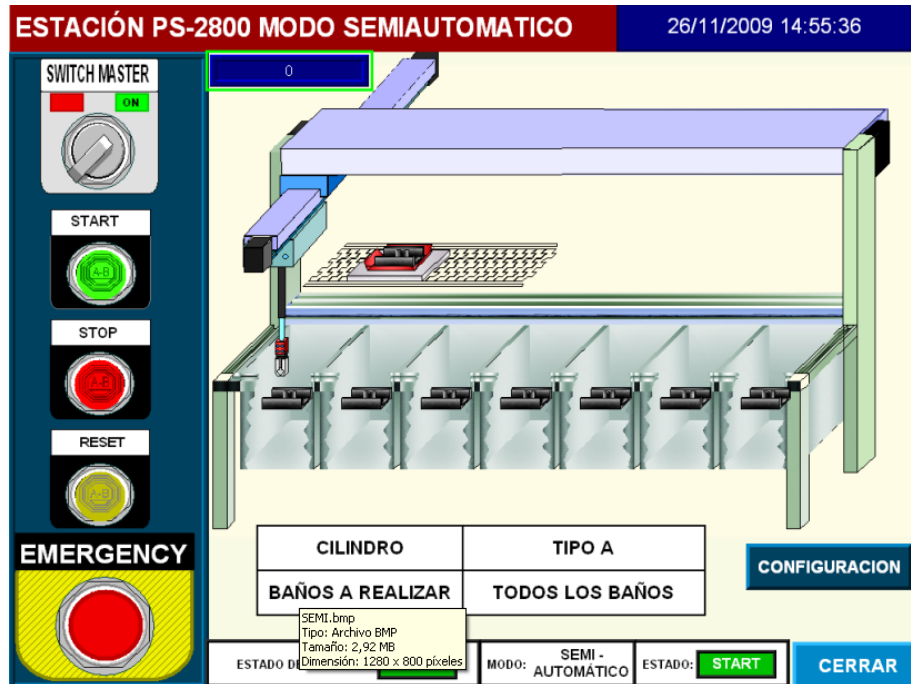 ESTACIÓN PS-2800 MODO SEMIAUTOMATICO
26/11/2009 14:55:36
SWITCH MASTER
0
ON
START
A-B
STOP
A-B
RESET
A-B
EMERGENCY
CILINDRO
TIPO A
CONFIGURACION
BAÑOS A REALIZAR
TODOS LOS BAÑOS
SEMI.bmp
Tipo: Archivo BMP
Tamaño: 2,92 MB
Dimensión: 1280 x 800 píxeles
ESTADO
MODO:
SEMI -
AUTOMÁTICO
ESTADO:
START
CERRAR